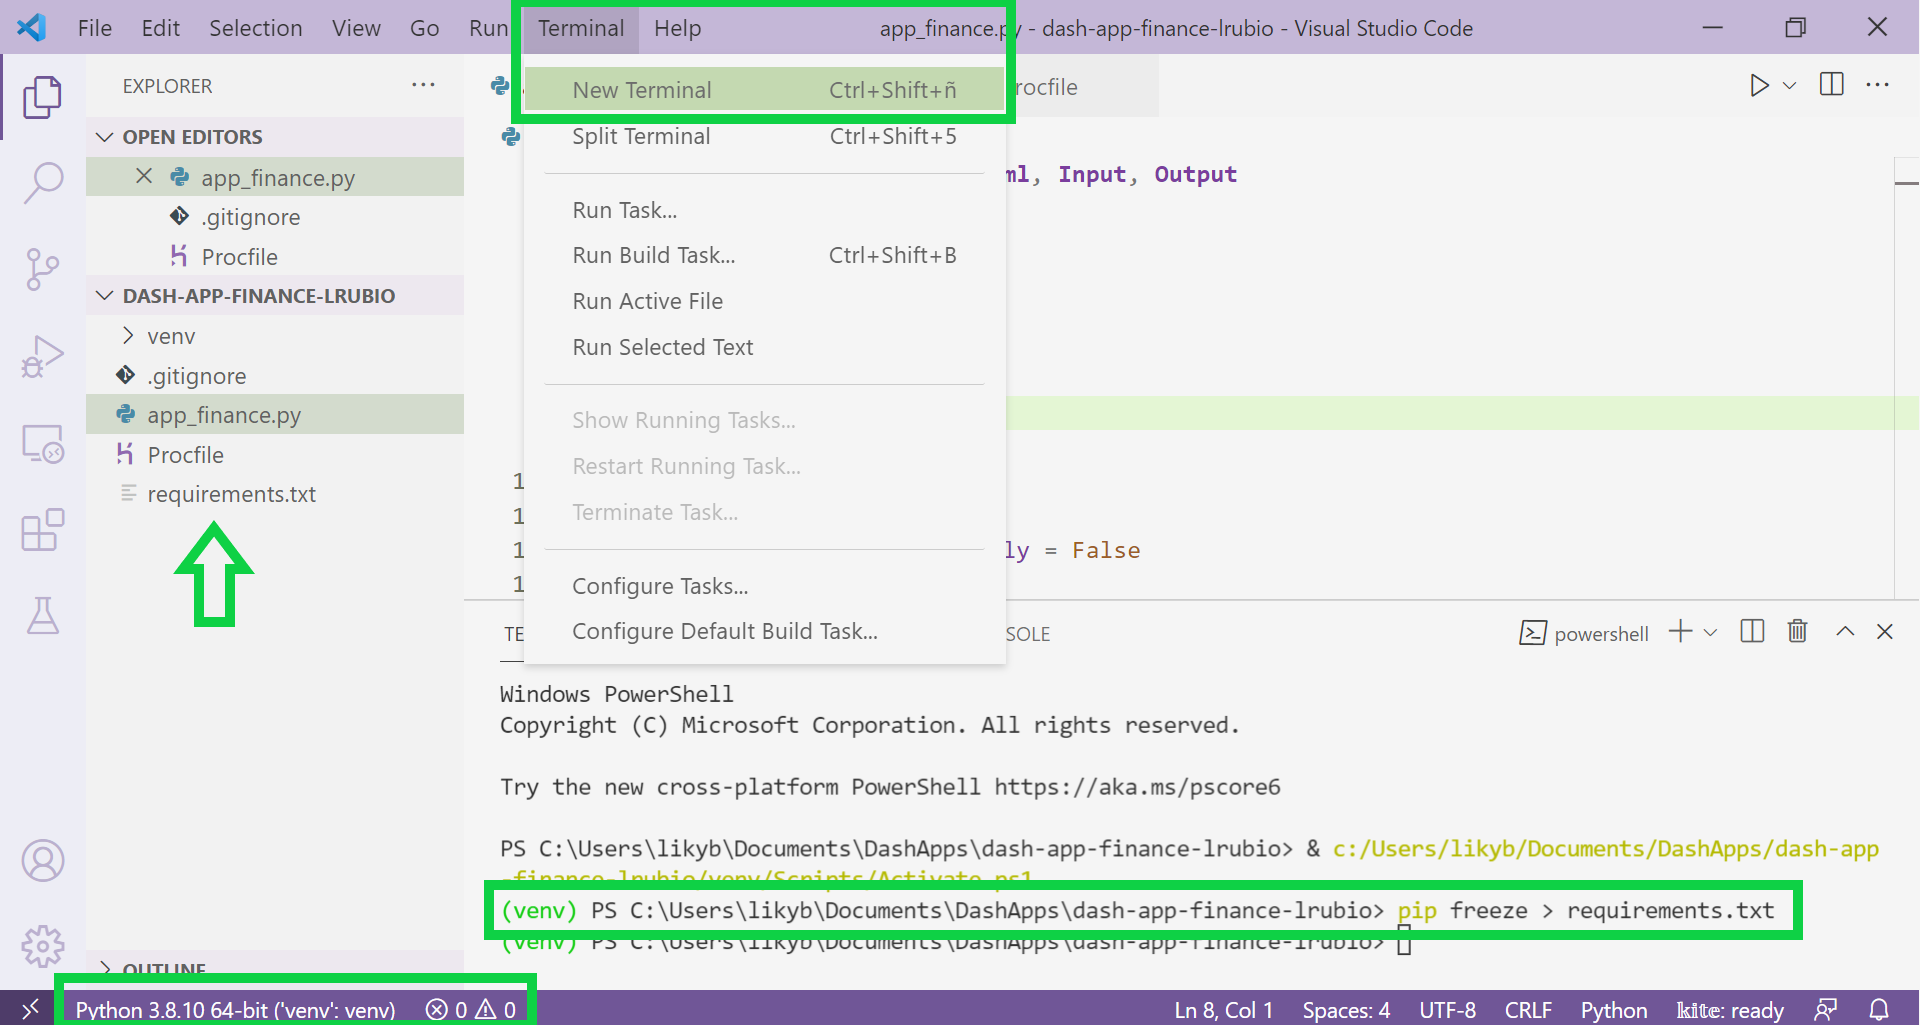 File Edit Selection View Go Run Terminal Help app_finance.py - dash-app-finance-lrubio - Visual Studio Code
EXPLORER
OPEN EDITORS
app_finance.py
.gitignore
Procfile
DASH-APP-FINANCE-LRUBIO
venv
.gitignore
app_finance.py
Procfile
requirements.txt
OUTLINE
New Terminal Ctrl+Shift+ñ
Split Terminal Ctrl+Shift+5
Run Task...
Run Build Task... Ctrl+Shift+B
Run Active File
Run Selected Text
Show Running Tasks...
Restart Running Task...
Terminate Task...
Configure Tasks...
Configure Default Build Task...
rocfile
ml, Input, Output
1
1
1 ly = False
1
TE SOLE
powershell
Windows PowerShell
Copyright (C) Microsoft Corporation. All rights reserved.
Try the new cross-platform PowerShell https://aka.ms/pscore6
PS C:\Users\likyb\Documents\DashApps\dash-app-finance-lrubio> & c:/Users/likyb/Documents/DashApps/dash-app
-finance-lrubio/venv/Scripts/Activate.ps1
(venv) PS C:\Users\likyb\Documents\DashApps\dash-app-finance-lrubio> pip freeze > requirements.txt
(venv) PS C:\Users\likyb\Documents\DashApps\dash-app-finance-lrubio>
Python 3.8.10 64-bit ('venv': venv) 0 0 Ln 8, Col 1 Spaces: 4 UTF-8 CRLF Python kite: ready